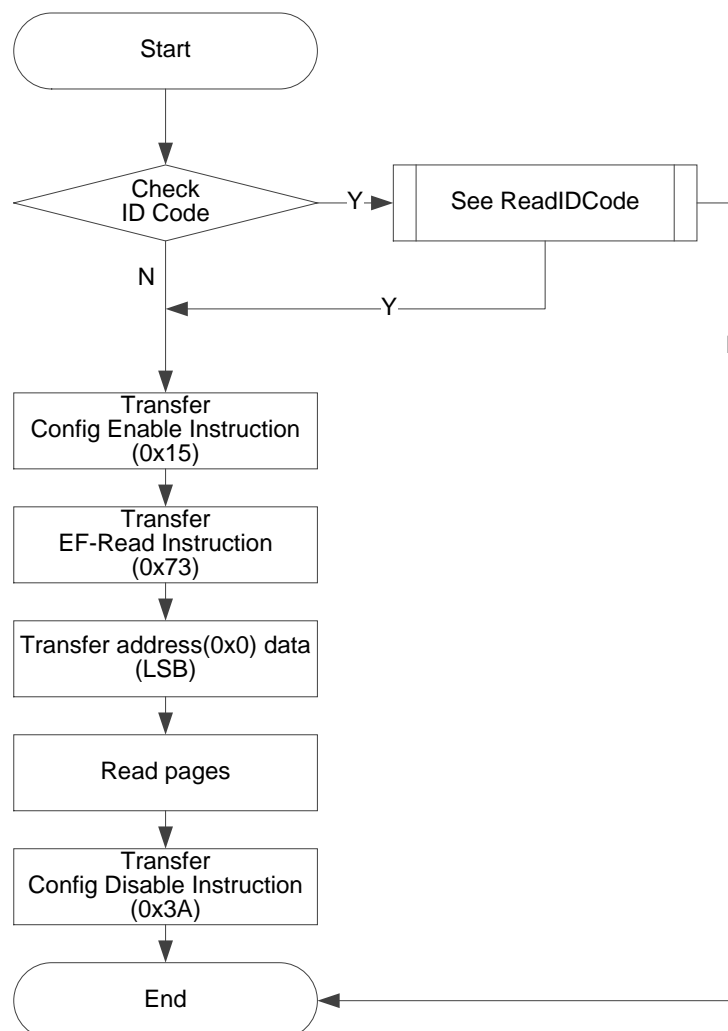 Start
Check
ID Code
Y
See ReadIDCode
N
Y
Transfer
Config Enable Instruction
(0x15)
Transfer
EF-Read Instruction
(0x73)
Transfer address(0x0) data
(LSB)
Read pages
Transfer
Config Disable Instruction
(0x3A)
End